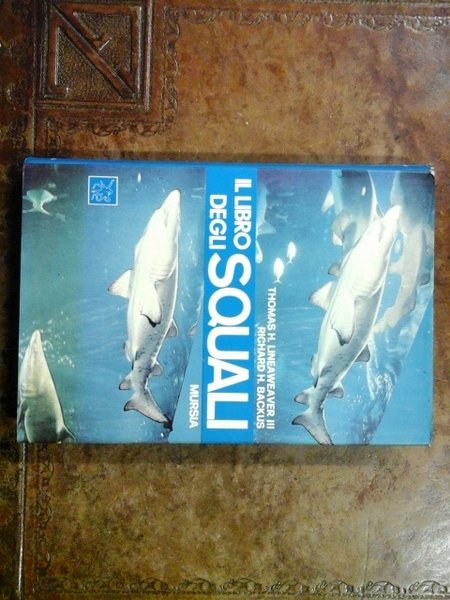 THOMAS H. LINEAWEAVER III
RICHARD H. BACKUS
IL LIBRO
DEGLI
SQUALI
MURSIA